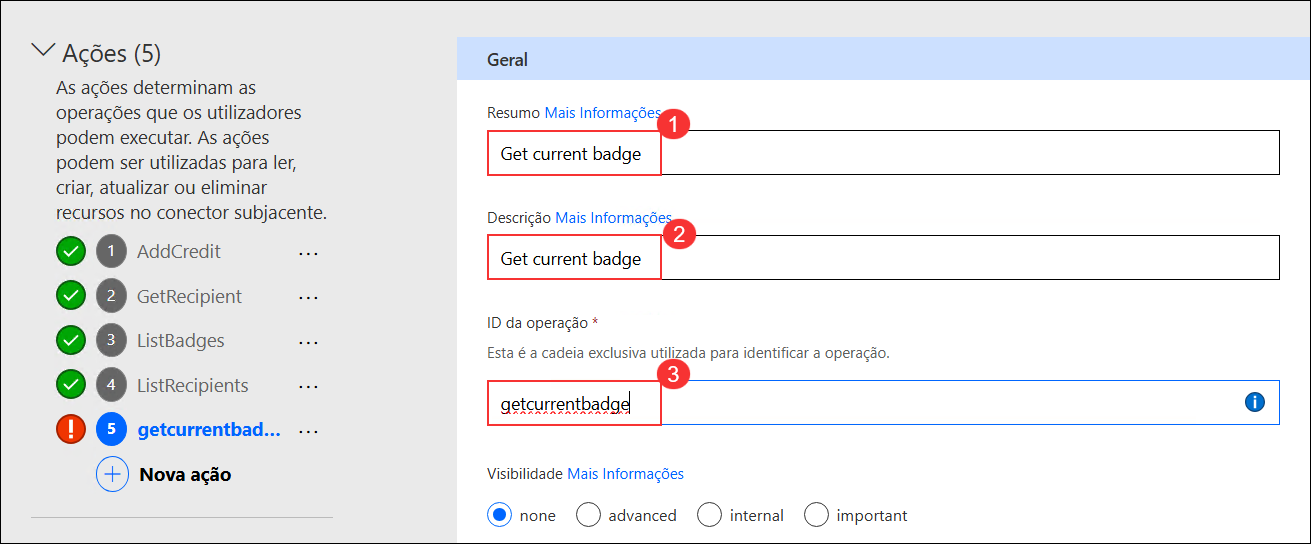 Ações (5)
As ações determinam as
operações que os utilizadores
podem executar. As ações
podem ser utilizadas para ler,
criar, atualizar ou eliminar
recursos no conector subjacente.
1 AddCredit ...
2 GetRecipient ...
3 ListBadges ...
4 ListRecipients ...
! 5 getcurrentbad... ...
+ Nova ação
Geral
Resumo Mais Informações
1
Get current badge
Descrição Mais Informações
2
Get current badge
ID da operação *
Esta é a cadeia exclusiva utilizada para identificar a operação.
3
getcurrentbadge
i
Visibilidade Mais Informações
none advanced internal important